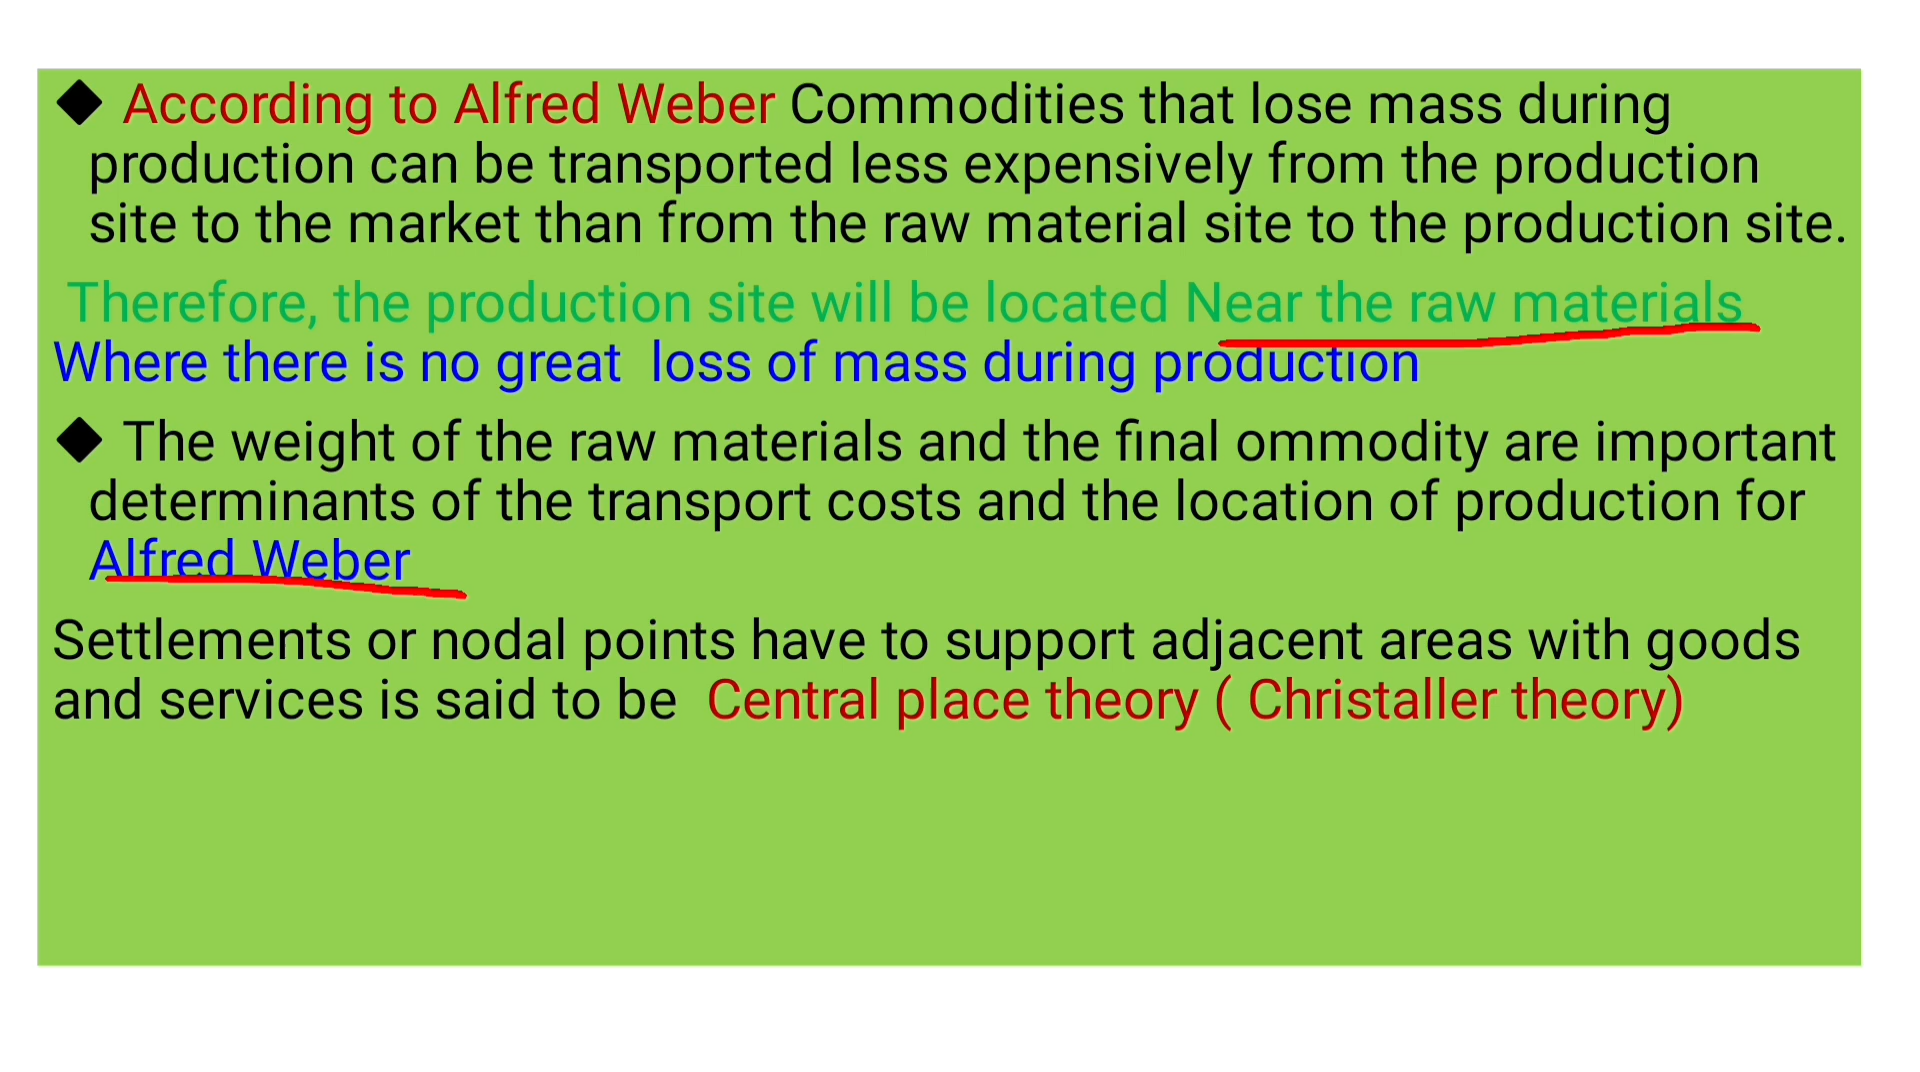 ◆ According to Alfred Weber Commodities that lose mass during
production can be transported less expensively from the production
site to the market than from the raw material site to the production site.
Therefore, the production site will be located Near the raw materials
Where there is no great loss of mass during production
◆ The weight of the raw materials and the final ommodity are important
determinants of the transport costs and the location of production for
Alfred Weber
Settlements or nodal points have to support adjacent areas with goods
and services is said to be Central place theory ( Christaller theory)